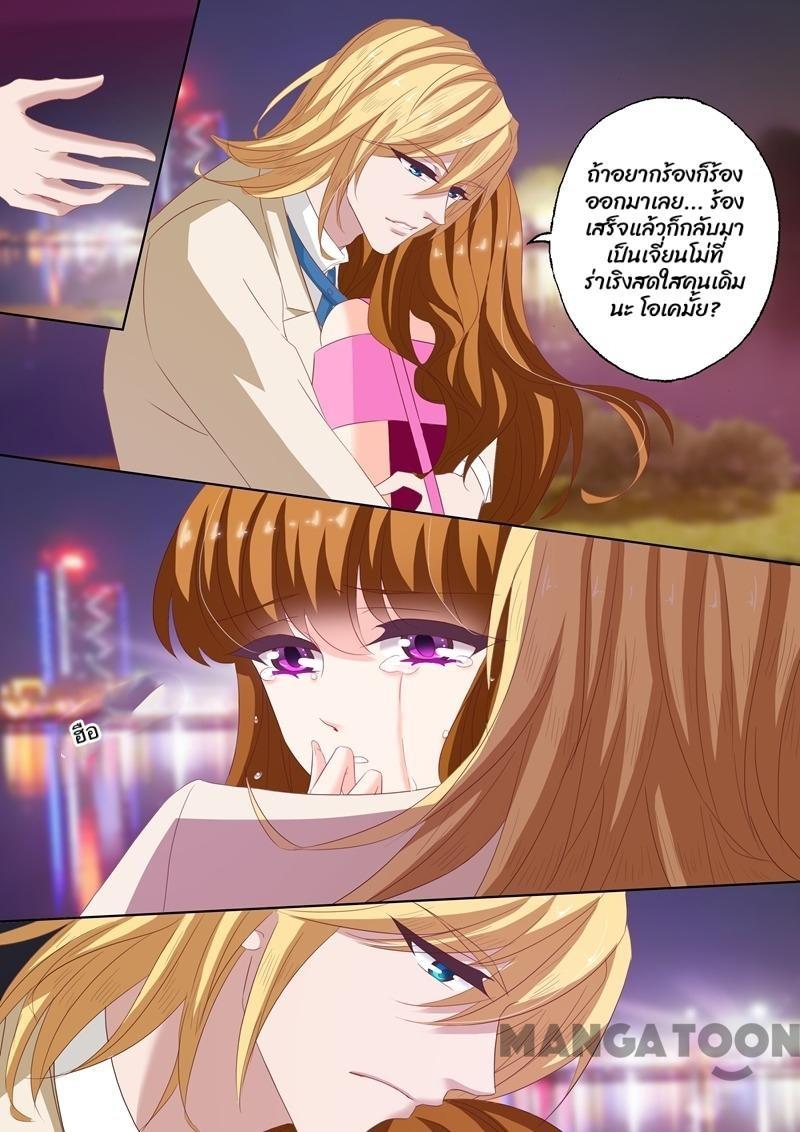 ถ้าอยากร้องก็ร้อง
ออกมาเลย... ร้อง
เสร็จแล้วก็กลับมา
เป็นเจี่ยนโม่ที่
ร่าเริงสดใสคนเดิม
นะ โอเคมั้ย?
ฮือ
MANGATOON